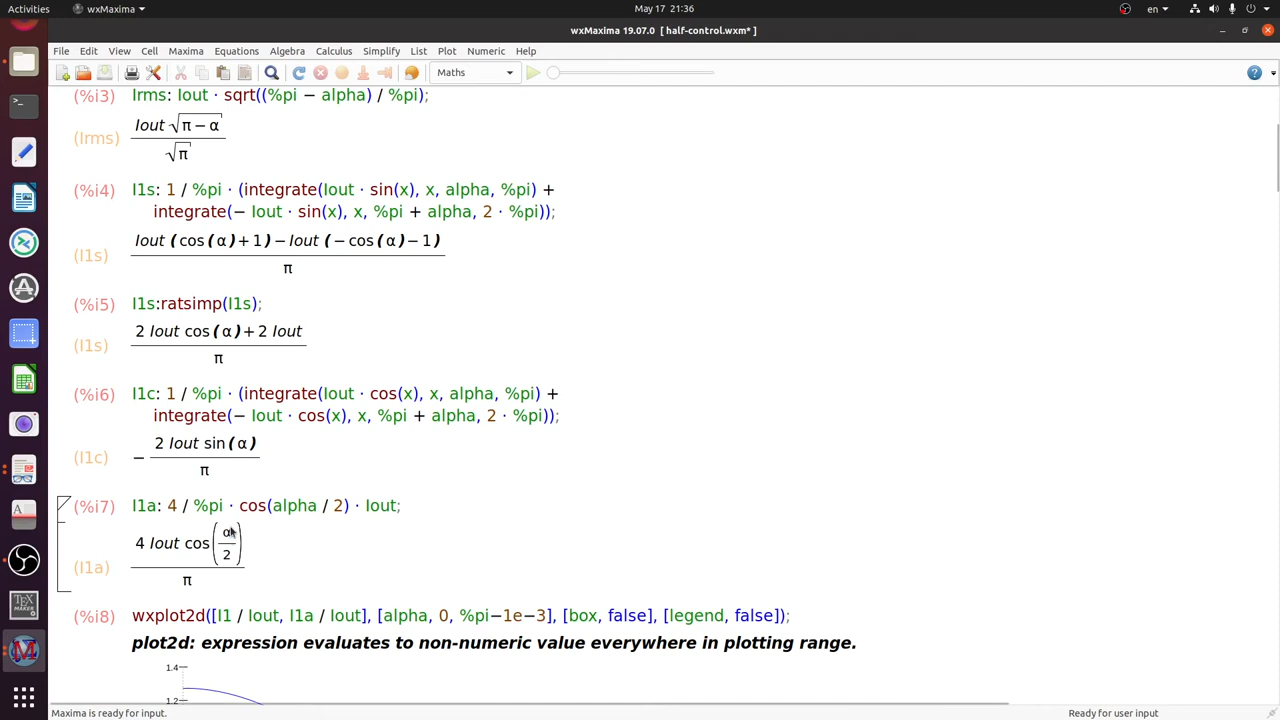 Activities
wxMaxima
May 17 21:36
en
wxMaxima 19.07.0 [ half-control.wxm* ]
File Edit View Cell Maxima Equations Algebra Calculus Simplify List Plot Numeric Help
Maths
(%i3) Irms: Iout · sqrt((%pi − alpha) / %pi);
Iout √π − α
(Irms)
√π
(%i4) I1s: 1 / %pi · (integrate(Iout · sin(x), x, alpha, %pi) +
integrate(− Iout · sin(x), x, %pi + alpha, 2 · %pi));
Iout (cos(α)+1)−Iout (−cos(α)−1)
(I1s)
π
(%i5) I1s:ratsimp(I1s);
2 Iout cos(α)+2 Iout
(I1s)
π
(%i6) I1c: 1 / %pi · (integrate(Iout · cos(x), x, alpha, %pi) +
integrate(− Iout · cos(x), x, %pi + alpha, 2 · %pi));
2 Iout sin(α)
(I1c) −
π
(%i7) I1a: 4 / %pi · cos(alpha / 2) · Iout;
4 Iout cos(α/2)
(I1a)
π
(%i8) wxplot2d([I1 / Iout, I1a / Iout], [alpha, 0, %pi−1e−3], [box, false], [legend, false]);
plot2d: expression evaluates to non-numeric value everywhere in plotting range.
1.4
1.2
Maxima is ready for input.
Ready for user input